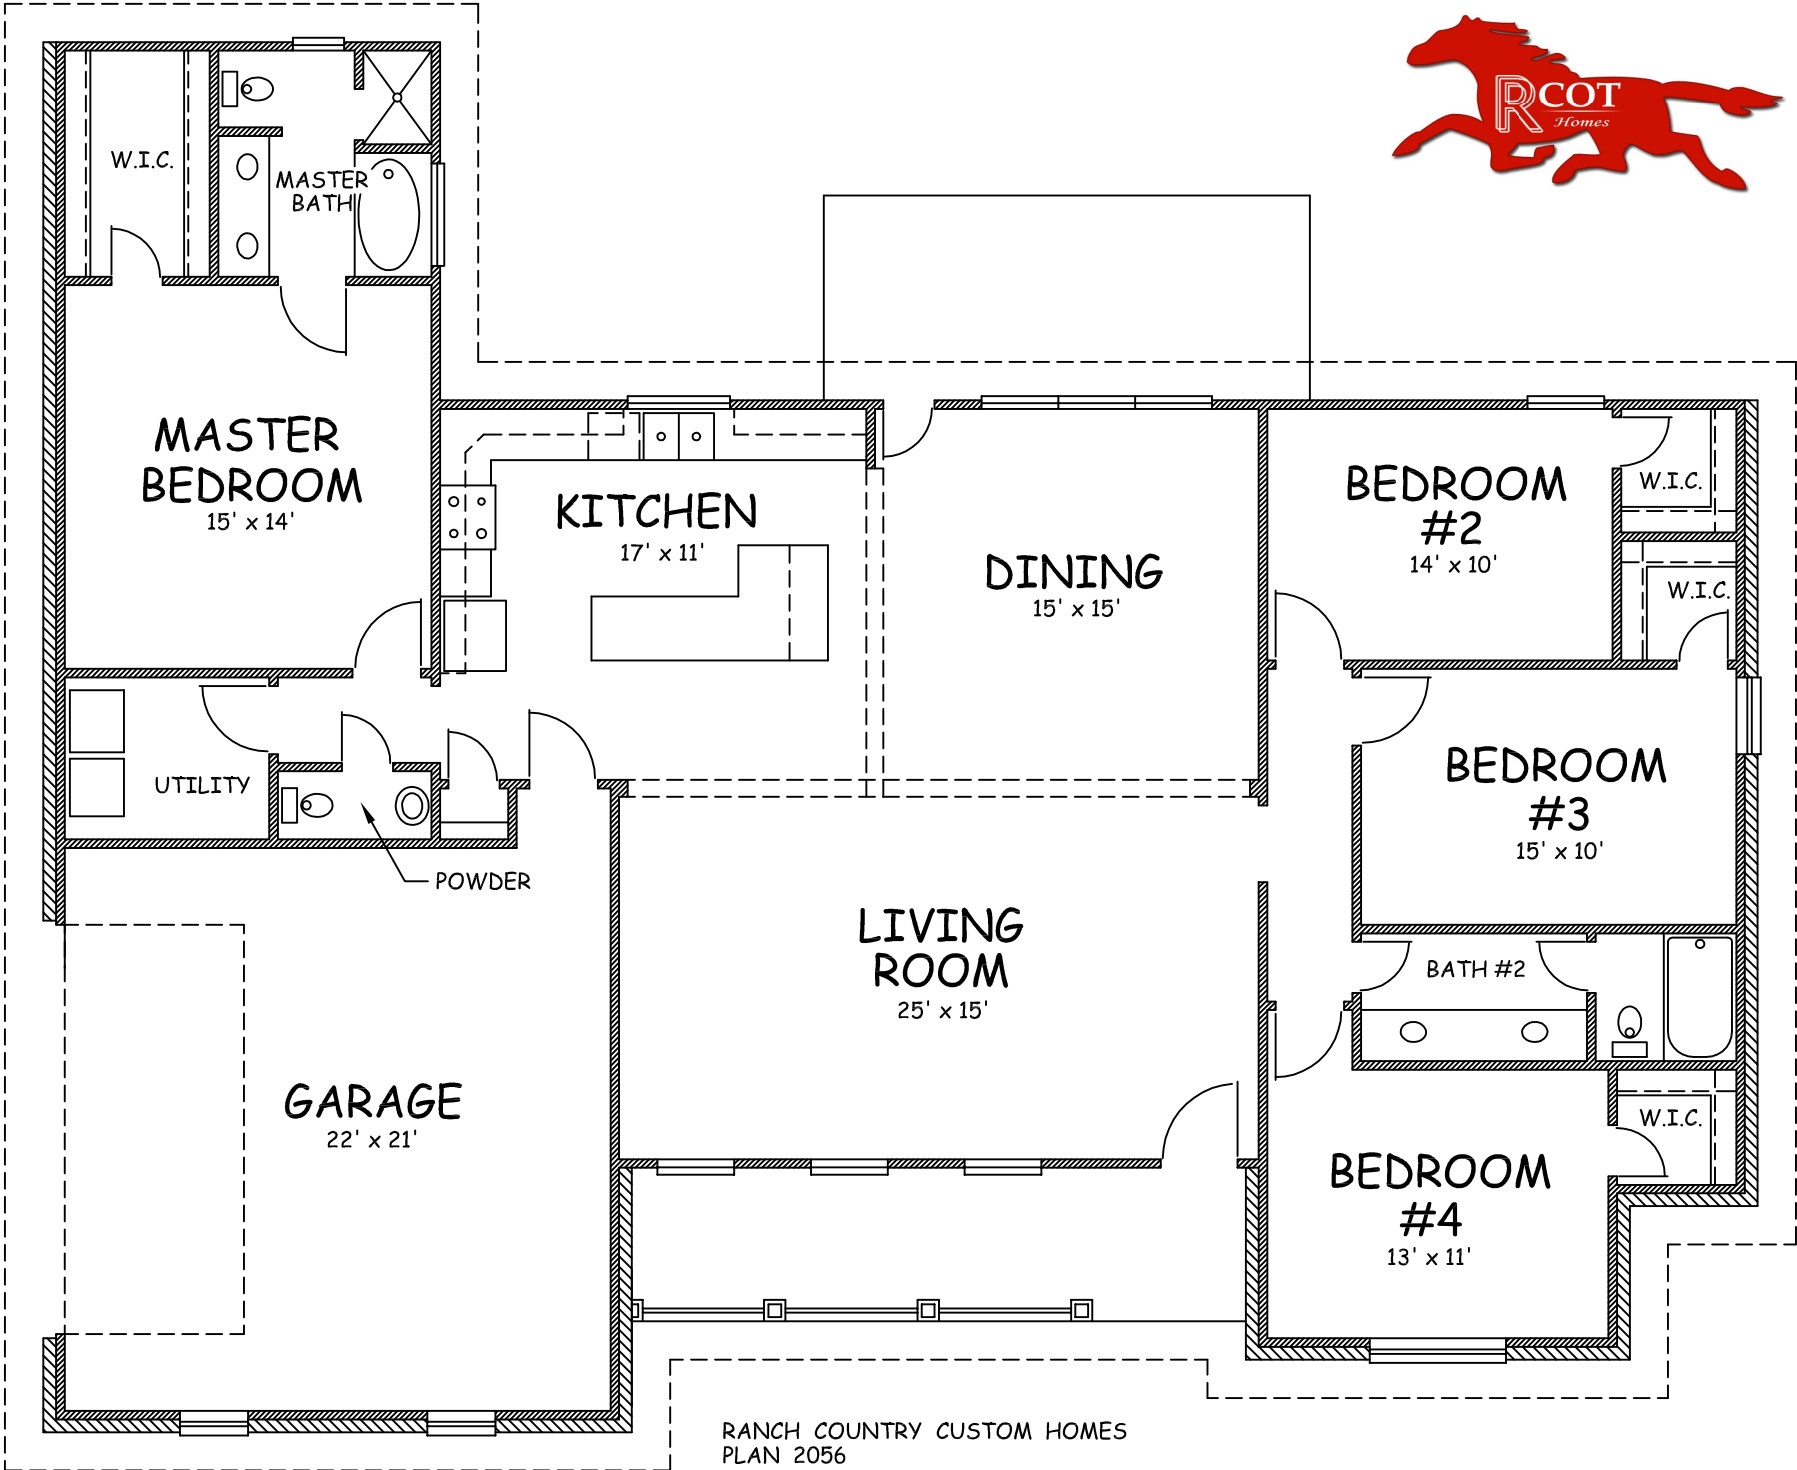 RCOT
Homes
W.I.C.
MASTER
BATH
MASTER
BEDROOM
15' x 14'
KITCHEN
17' x 11'
DINING
15' x 15'
BEDROOM
#2
14' x 10'
W.I.C.
W.I.C.
BEDROOM
#3
15' x 10'
UTILITY
POWDER
LIVING
ROOM
25' x 15'
BATH #2
GARAGE
22' x 21'
W.I.C.
BEDROOM
#4
13' x 11'
RANCH COUNTRY CUSTOM HOMES
PLAN 2056